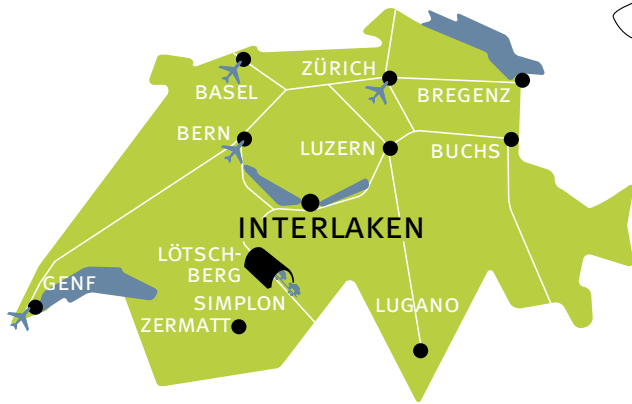 ZÜRICH
BASEL
BREGENZ
BERN
LUZERN
BUCHS
INTERLAKEN
LÖTSCH-
BERG
GENF
SIMPLON
LUGANO
ZERMATT